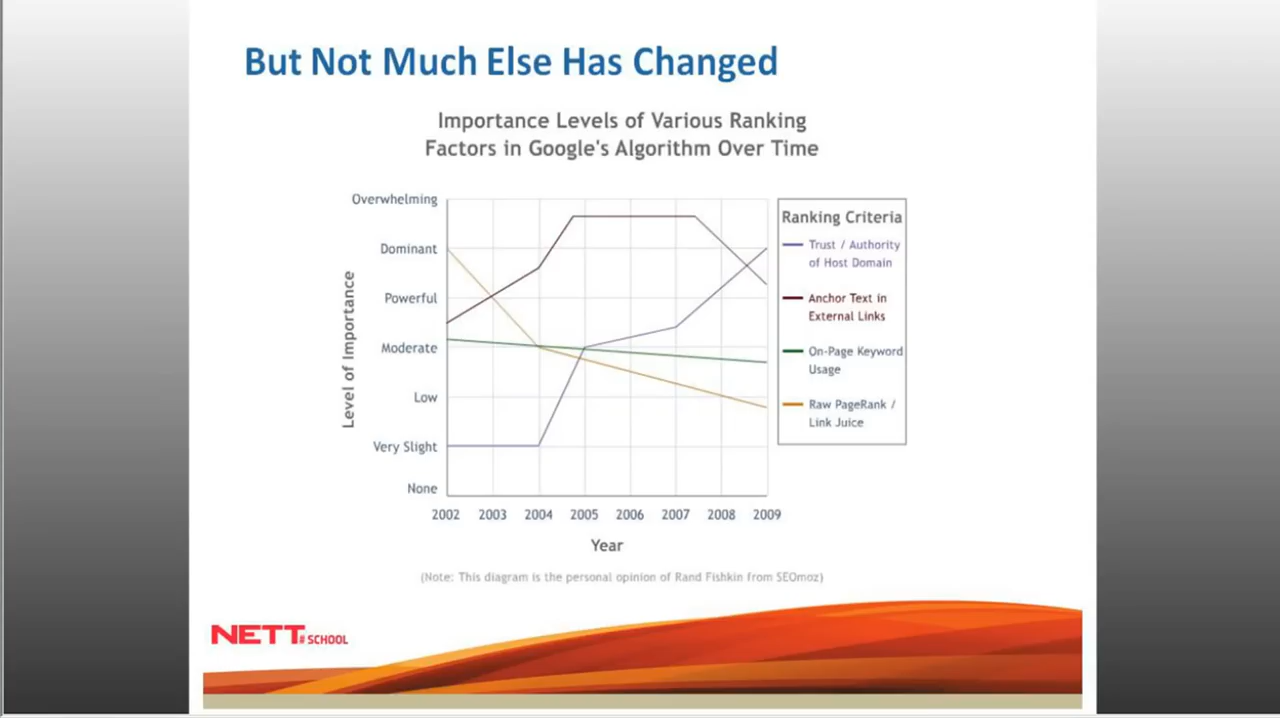 But Not Much Else Has Changed
Importance Levels of Various Ranking
Factors in Google's Algorithm Over Time
Level of Importance
Overwhelming
Dominant
Powerful
Moderate
Low
Very Slight
None
2002 2003 2004 2005 2006 2007 2008 2009
Year
Ranking Criteria
Trust / Authority
of Host Domain
Anchor Text in
External Links
On-Page Keyword
Usage
Raw PageRank /
Link Juice
(Note: This diagram is the personal opinion of Rand Fishkin from SEOmoz)
NETT# SCHOOL